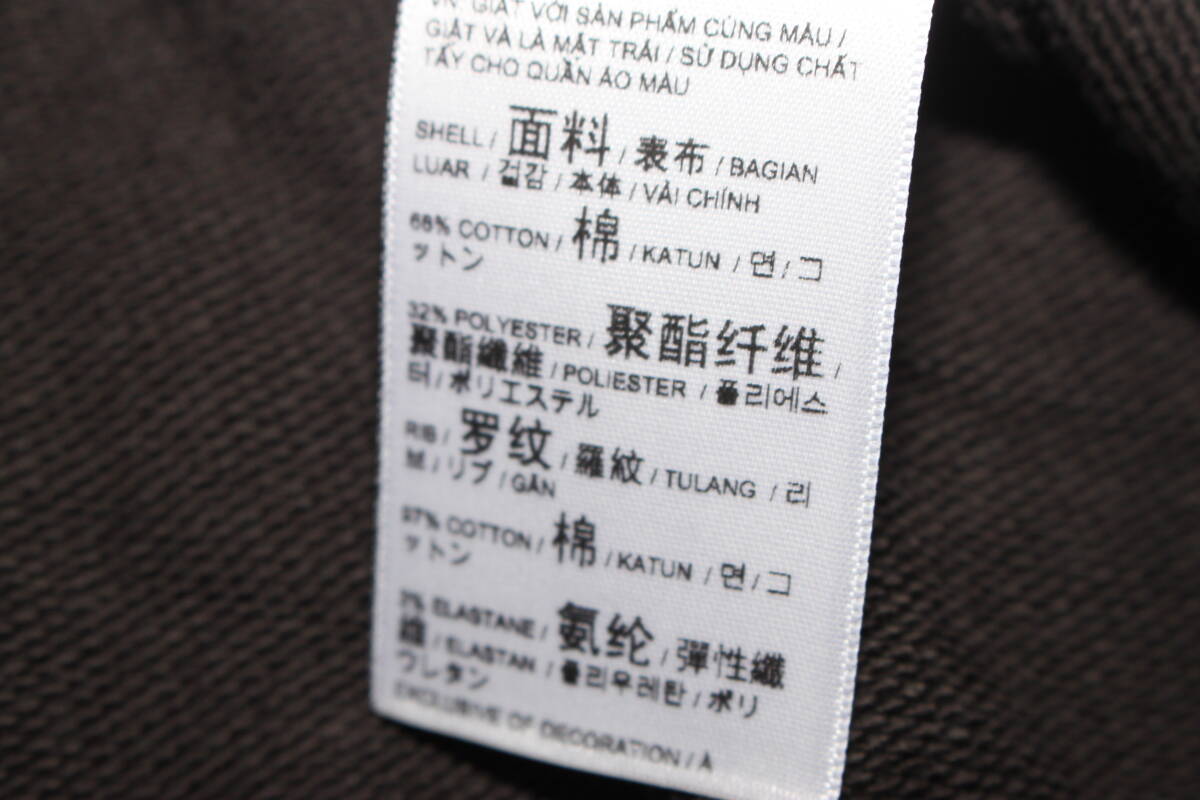 VN: GIẶT VỚI SẢN PHẨM CÙNG MÀU /
GIẶT VÀ LÀ MẶT TRÁI / SỬ DỤNG CHẤT
TẨY CHO QUẦN ÁO MÀU
SHELL / 面料 / 表布 / BAGIAN
LUAR / 겉감 / 本体 / VẢI CHÍNH
68% COTTON / 棉 / KATUN / 면 / コ
ットン
32% POLYESTER / 聚酯纤维 /
聚酯纖維 / POLIESTER / 폴리에스
터 / ポリエステル
RIB / 罗纹 / 羅紋 / TULANG / 리
브 / リブ / GÂN
97% COTTON / 棉 / KATUN / 면 / コ
ットン
3% ELASTANE / 氨纶 / 彈性纖
維 / ELASTAN / 폴리우레탄 / ポリ
ウレタン
EXCLUSIVE OF DECORATION / À